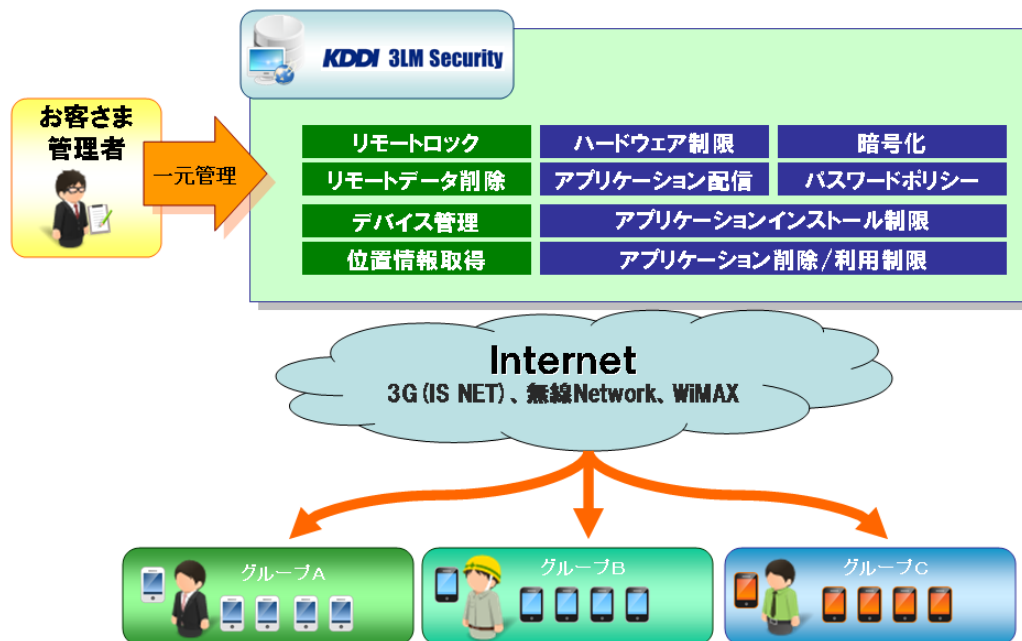 KDDI 3LM Security
お客さま
管理者
一元管理
リモートロック
ハードウェア制限
暗号化
リモートデータ削除
アプリケーション配信
パスワードポリシー
デバイス管理
アプリケーションインストール制限
位置情報取得
アプリケーション削除/利用制限
Internet
3G(IS NET)、無線Network、WiMAX
グループA
グループB
グループC